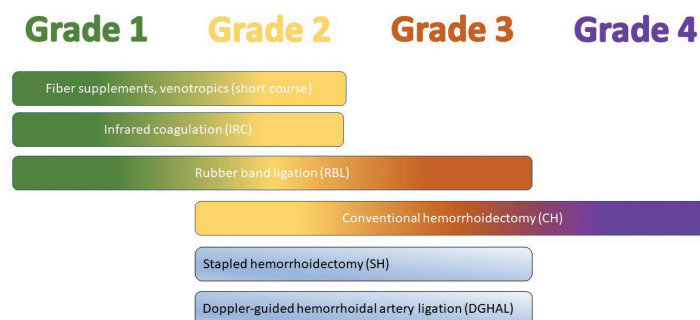 Grade 1 Grade 2 Grade 3 Grade 4
Fiber supplements, venotropics (short course)
Infrared coagulation (IRC)
Rubber band ligation (RBL)
Conventional hemorrhoidectomy (CH)
Stapled hemorrhoidectomy (SH)
Doppler-guided hemorrhoidal artery ligation (DGHAL)